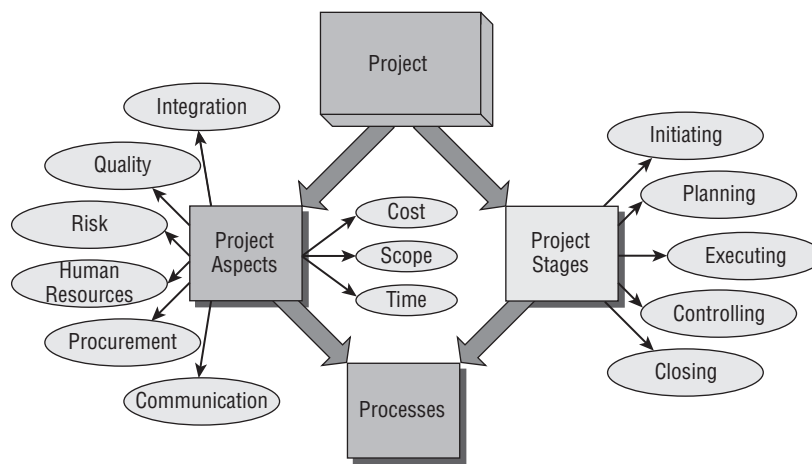 Project
Integration
Quality
Risk
Human
Resources
Procurement
Communication
Project
Aspects
Cost
Scope
Time
Project
Stages
Initiating
Planning
Executing
Controlling
Closing
Processes